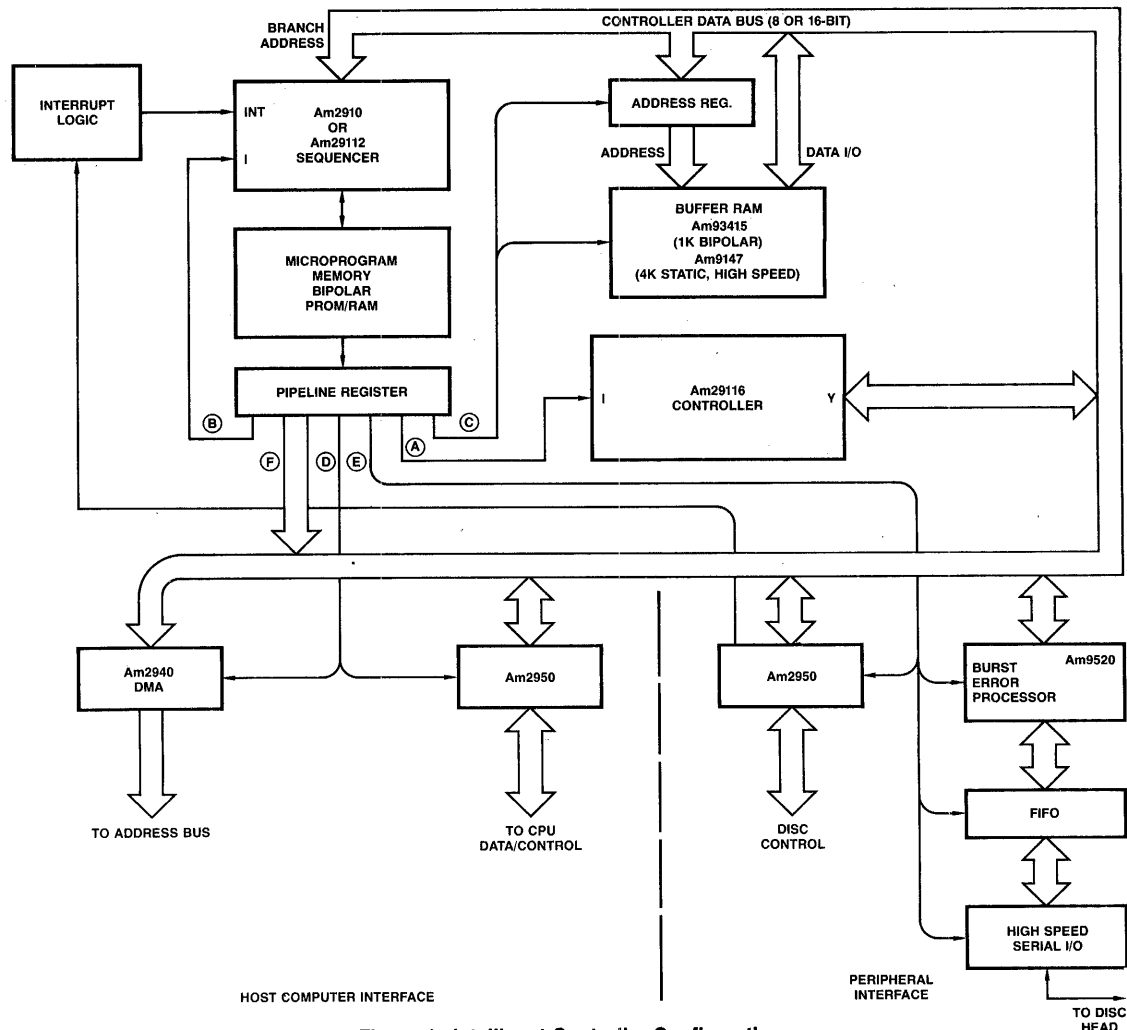 CONTROLLER DATA BUS (8 OR 16-BIT)
BRANCH
ADDRESS
INTERRUPT
LOGIC
INT
I
Am2910
OR
Am29112
SEQUENCER
ADDRESS REG.
ADDRESS
DATA I/O
BUFFER RAM
Am93415
(1K BIPOLAR)
Am9147
(4K STATIC, HIGH SPEED)
MICROPROGRAM
MEMORY
BIPOLAR
PROM/RAM
PIPELINE REGISTER
I
Am29116
CONTROLLER
Y
B
F
D
E
A
C
Am2940
DMA
Am2950
Am2950
Am9520
BURST
ERROR
PROCESSOR
FIFO
HIGH SPEED
SERIAL I/O
TO ADDRESS BUS
TO CPU
DATA/CONTROL
DISC
CONTROL
HOST COMPUTER INTERFACE
PERIPHERAL
INTERFACE
TO DISC
HEAD